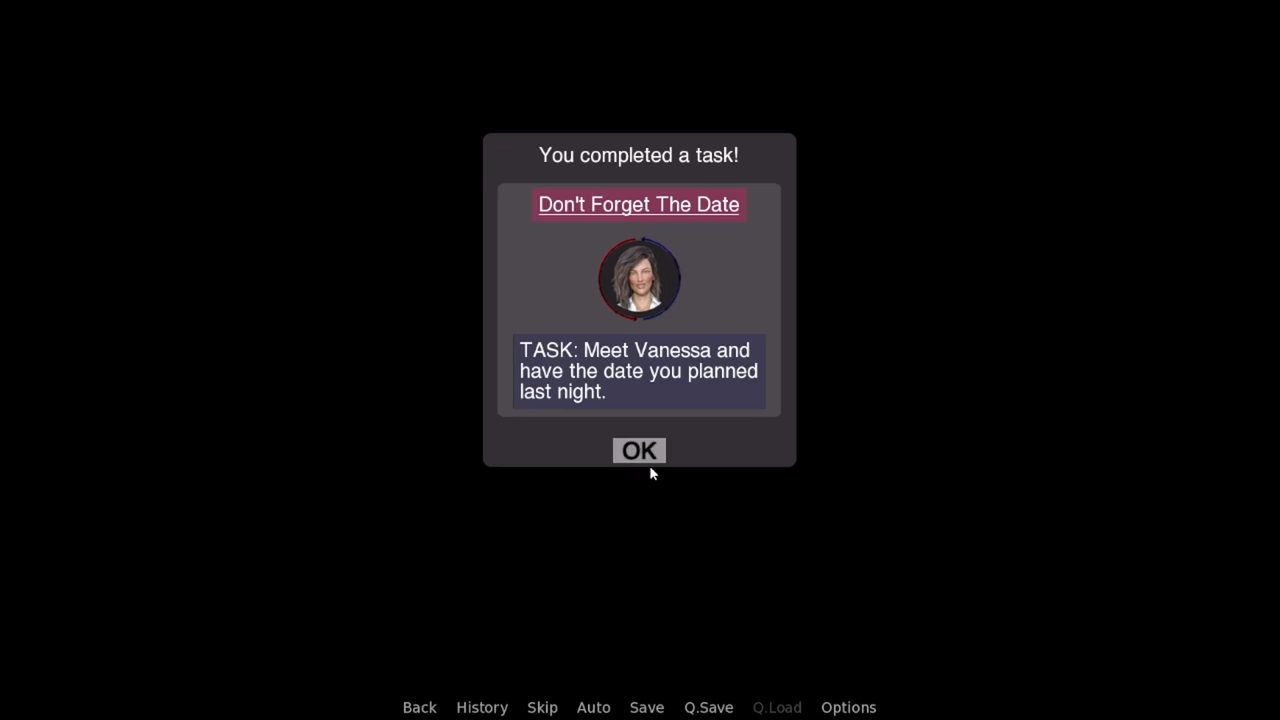 You completed a task!
Don't Forget The Date
TASK: Meet Vanessa and
have the date you planned
last night.
OK
Back History Skip Auto Save Q.Save Q.Load Options